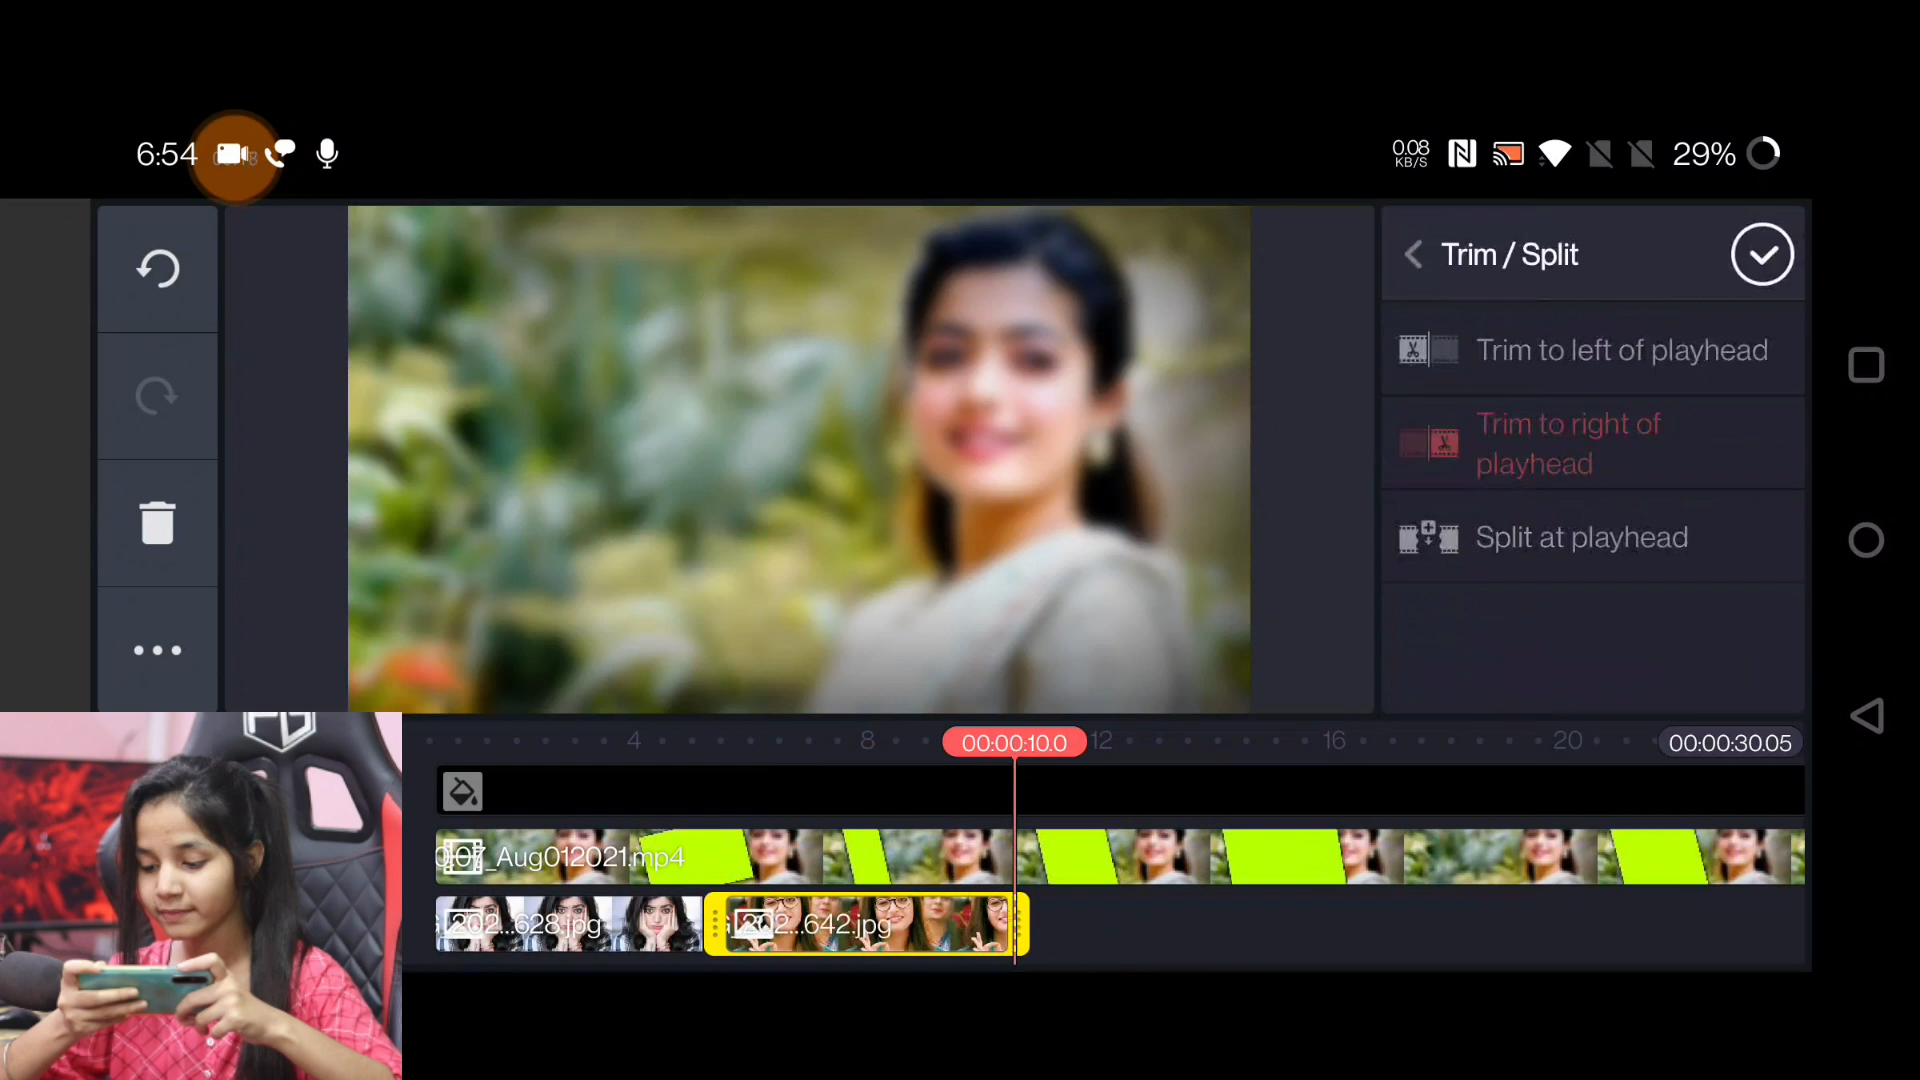 6:54
0.08
KB/S
29%
Trim / Split
Trim to left of playhead
Trim to right of
playhead
Split at playhead
4
8
00:00:10.0
12
16
20
00:00:30.05
_Aug012021.mp4
202...628.jpg
202...642.jpg